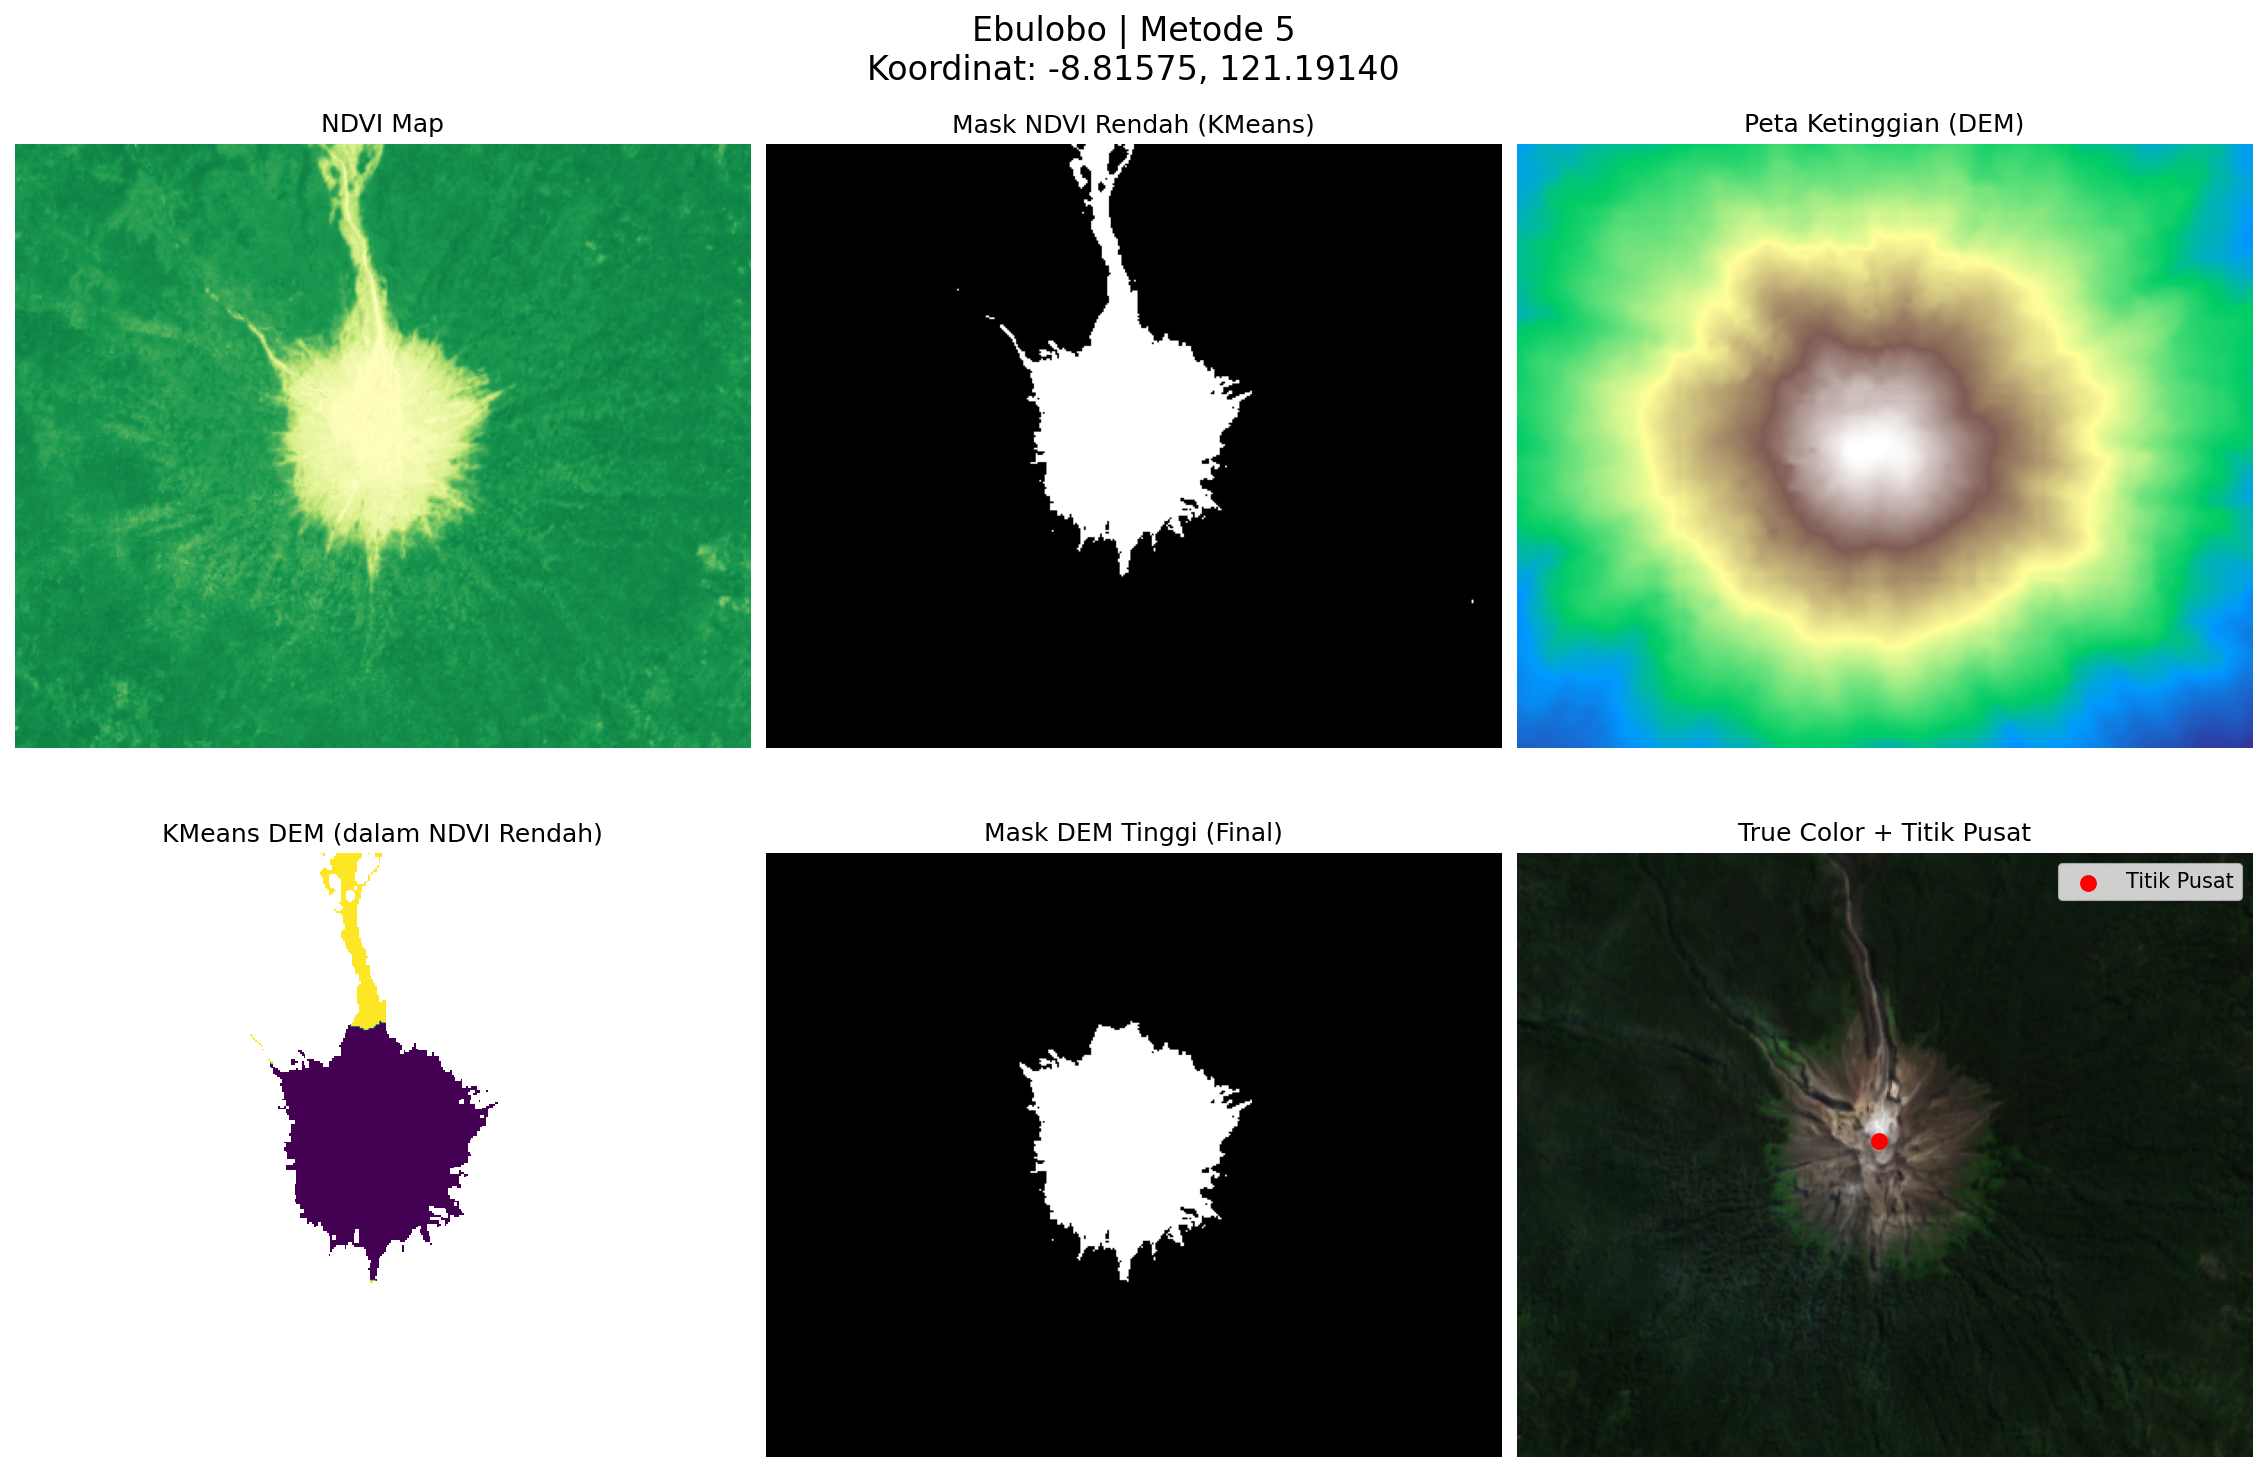 Ebulobo | Metode 5
Koordinat: -8.81575, 121.19140
NDVI Map
Mask NDVI Rendah (KMeans)
Peta Ketinggian (DEM)
KMeans DEM (dalam NDVI Rendah)
Mask DEM Tinggi (Final)
True Color + Titik Pusat
Titik Pusat